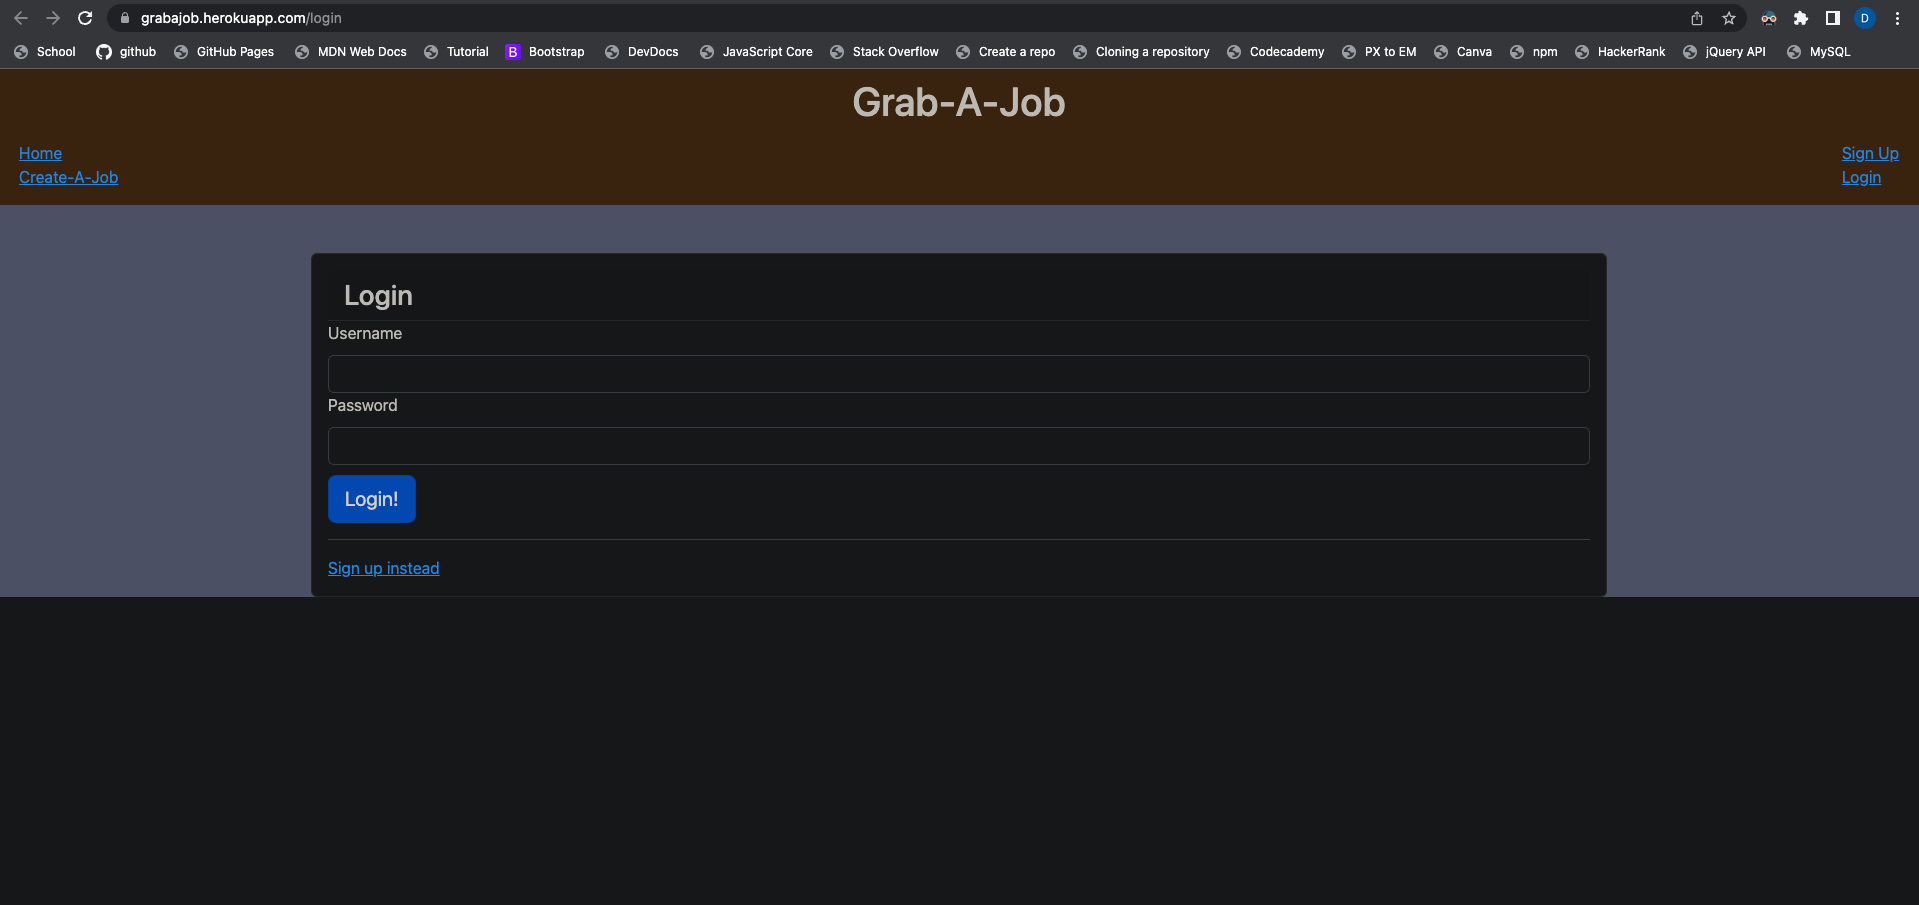 grabajob.herokuapp.com/login
D
School github GitHub Pages MDN Web Docs Tutorial B Bootstrap DevDocs JavaScript Core Stack Overflow Create a repo Cloning a repository Codecademy PX to EM Canva npm HackerRank jQuery API MySQL
Grab-A-Job
Home
Create-A-Job
Sign Up
Login
Login
Username
Password
Login!
Sign up instead